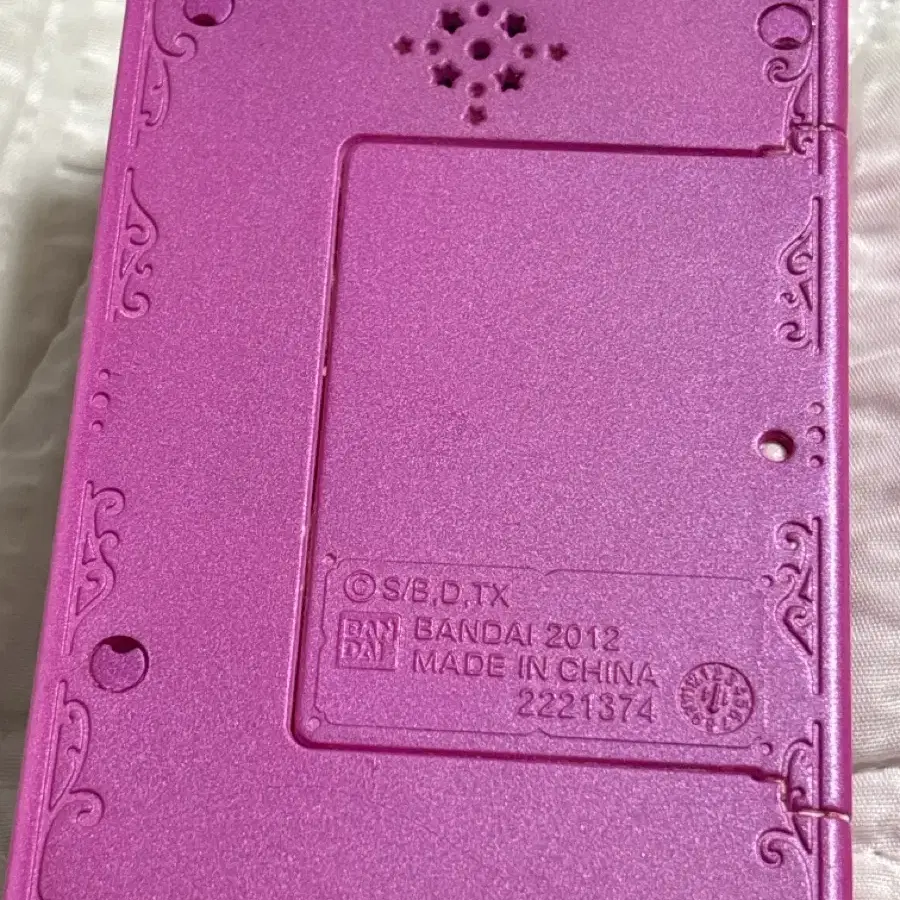 ©S/B,D,TX
BAN
DAI
BANDAI 2012
MADE IN CHINA
2221374